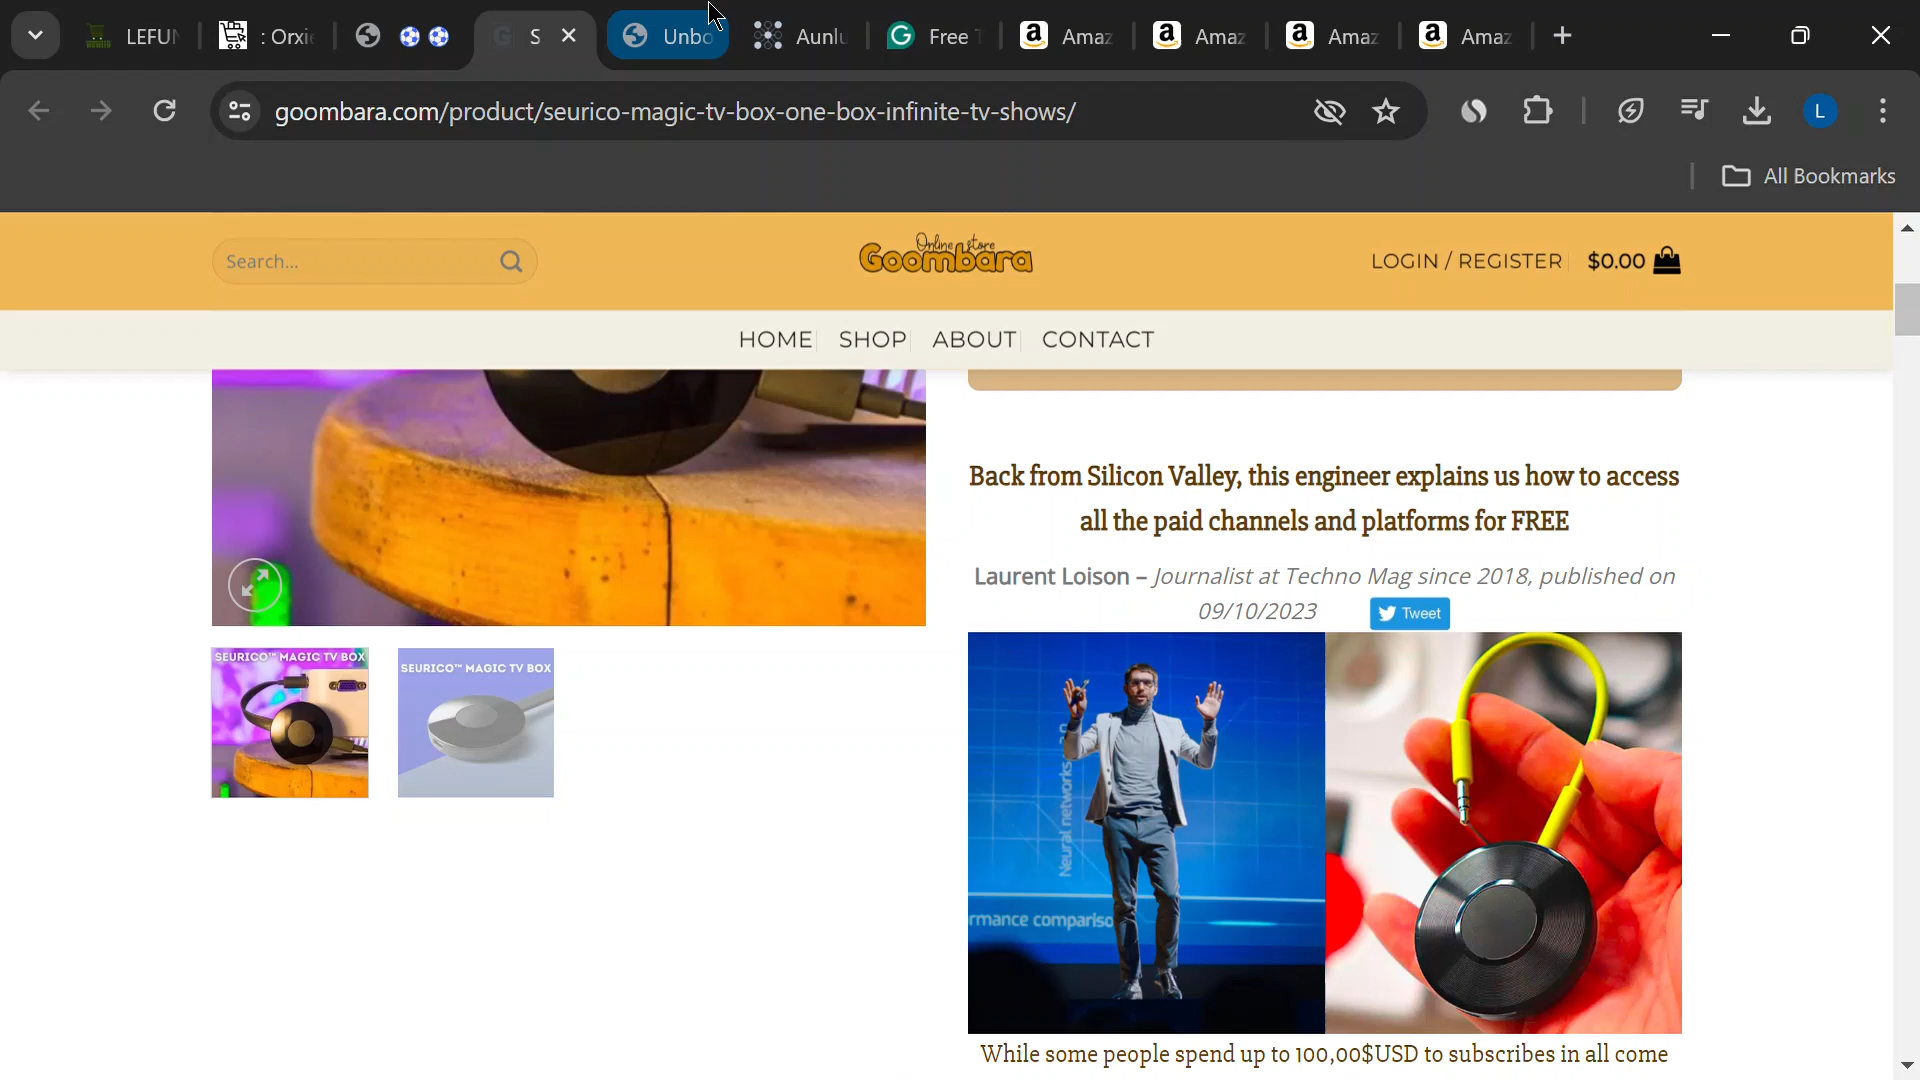 LEFUN
: Orxie
S
Unbo
Aunlu
Free T
Amaz
Amaz
Amaz
Amaz
goombara.com/product/seurico-magic-tv-box-one-box-infinite-tv-shows/
L
All Bookmarks
Search...
Online store
Goombara
LOGIN / REGISTER
$0.00
HOME
SHOP
ABOUT
CONTACT
Back from Silicon Valley, this engineer explains us how to access
all the paid channels and platforms for FREE
Laurent Loison – Journalist at Techno Mag since 2018, published on
09/10/2023
Tweet
SEURICO™ MAGIC TV BOX
SEURICO™ MAGIC TV BOX
Neural networks 2.0
rmance compariso
While some people spend up to 100,00$USD to subscribes in all come